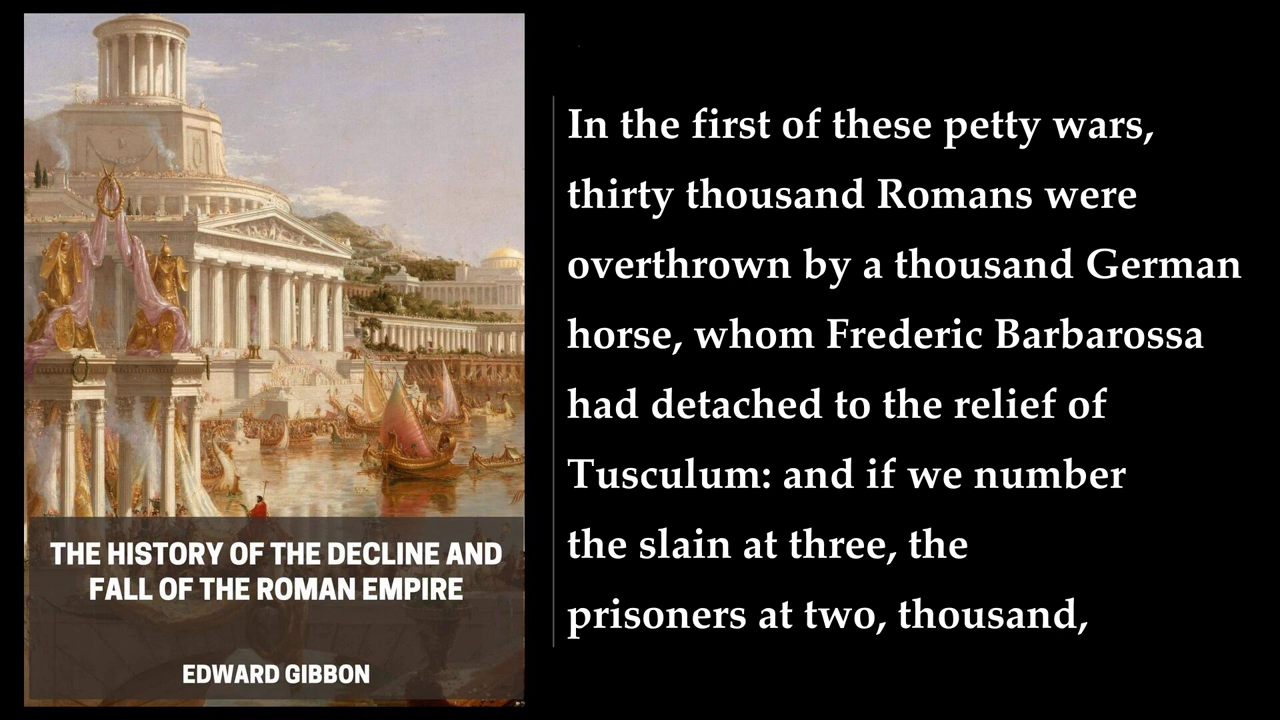 THE HISTORY OF THE DECLINE AND
FALL OF THE ROMAN EMPIRE
EDWARD GIBBON
In the first of these petty wars,
thirty thousand Romans were
overthrown by a thousand German
horse, whom Frederic Barbarossa
had detached to the relief of
Tusculum: and if we number
the slain at three, the
prisoners at two, thousand,